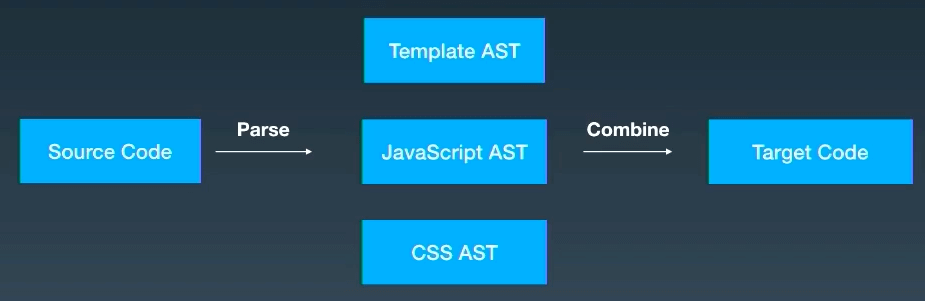 Template AST
Source Code
Parse
JavaScript AST
Combine
Target Code
CSS AST